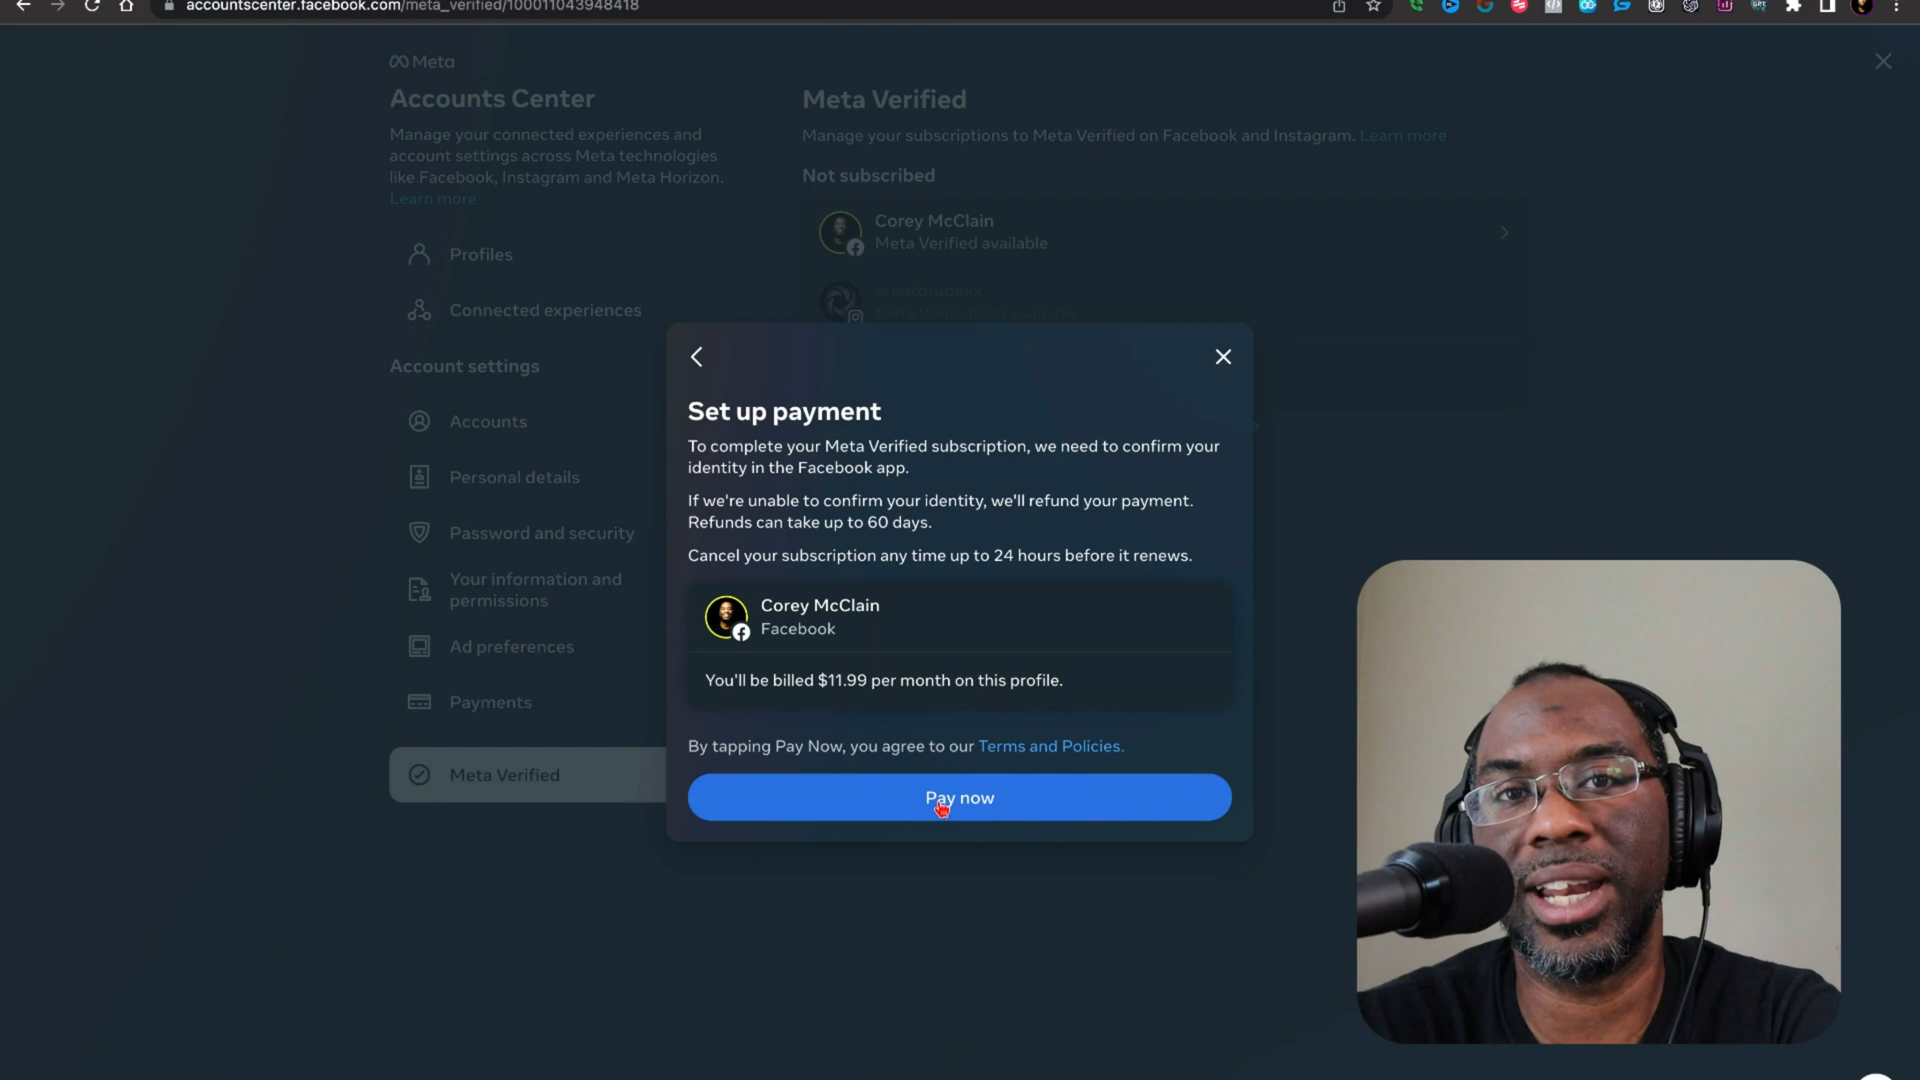 accountscenter.facebook.com/meta_verified/100011043948418
Meta
Accounts Center
Manage your connected experiences and
account settings across Meta technologies
like Facebook, Instagram and Meta Horizon.
Learn more
Profiles
Connected experiences
Account settings
Accounts
Personal details
Password and security
Your information and
permissions
Ad preferences
Payments
Meta Verified
Meta Verified
Manage your subscriptions to Meta Verified on Facebook and Instagram. Learn more
Not subscribed
Corey McClain
Meta Verified available
creatorapexx
Meta Verified not available
Set up payment
To complete your Meta Verified subscription, we need to confirm your
identity in the Facebook app.
If we're unable to confirm your identity, we'll refund your payment.
Refunds can take up to 60 days.
Cancel your subscription any time up to 24 hours before it renews.
Corey McClain
Facebook
You'll be billed $11.99 per month on this profile.
By tapping Pay Now, you agree to our Terms and Policies.
Pay now